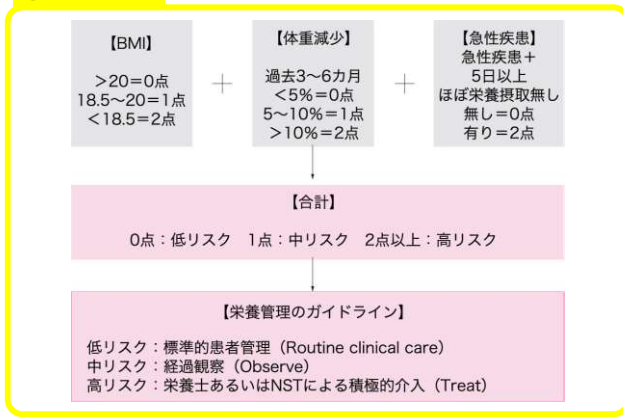 【BMI】
>20=0点
18.5〜20=1点
<18.5=2点
+
【体重減少】
過去3〜6カ月
<5%=0点
5〜10%=1点
>10%=2点
+
【急性疾患】
急性疾患+
5日以上
ほぼ栄養摂取無し
無し=0点
有り=2点
【合計】
0点:低リスク 1点:中リスク 2点以上:高リスク
【栄養管理のガイドライン】
低リスク:標準的患者管理(Routine clinical care)
中リスク:経過観察(Observe)
高リスク:栄養士あるいはNSTによる積極的介入(Treat)